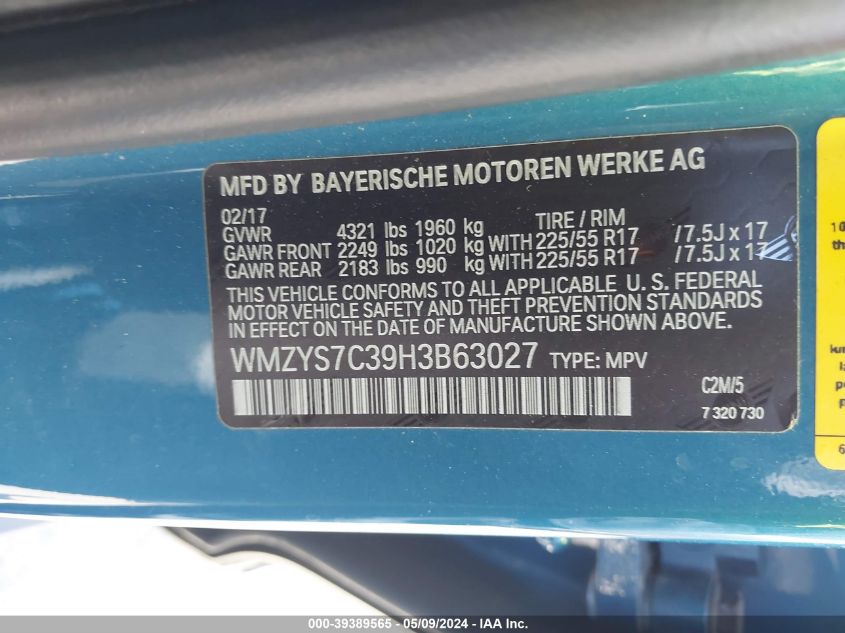 MFD BY BAYERISCHE MOTOREN WERKE AG
02/17
TIRE / RIM
GVWR 4321 lbs 1960 kg
GAWR FRONT 2249 lbs 1020 kg WITH 225/55 R17 /7.5J x 17
GAWR REAR 2183 lbs 990 kg WITH 225/55 R17 /7.5J x 17
THIS VEHICLE CONFORMS TO ALL APPLICABLE U. S. FEDERAL
MOTOR VEHICLE SAFETY AND THEFT PREVENTION STANDARDS
IN EFFECT ON THE DATE OF MANUFACTURE SHOWN ABOVE.
WMZYS7C39H3B63027 TYPE: MPV
C2M/5
7 320 730
10
th
6
000-39389565 - 05/09/2024 - IAAI Inc.